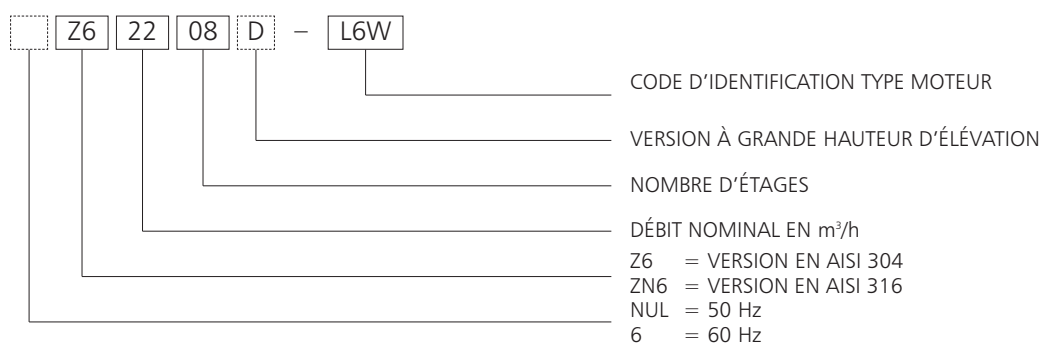 Z6 22 08 D – L6W
CODE D'IDENTIFICATION TYPE MOTEUR
VERSION À GRANDE HAUTEUR D'ÉLÉVATION
NOMBRE D'ÉTAGES
DÉBIT NOMINAL EN m³/h
Z6 = VERSION EN AISI 304
ZN6 = VERSION EN AISI 316
NUL = 50 Hz
6 = 60 Hz